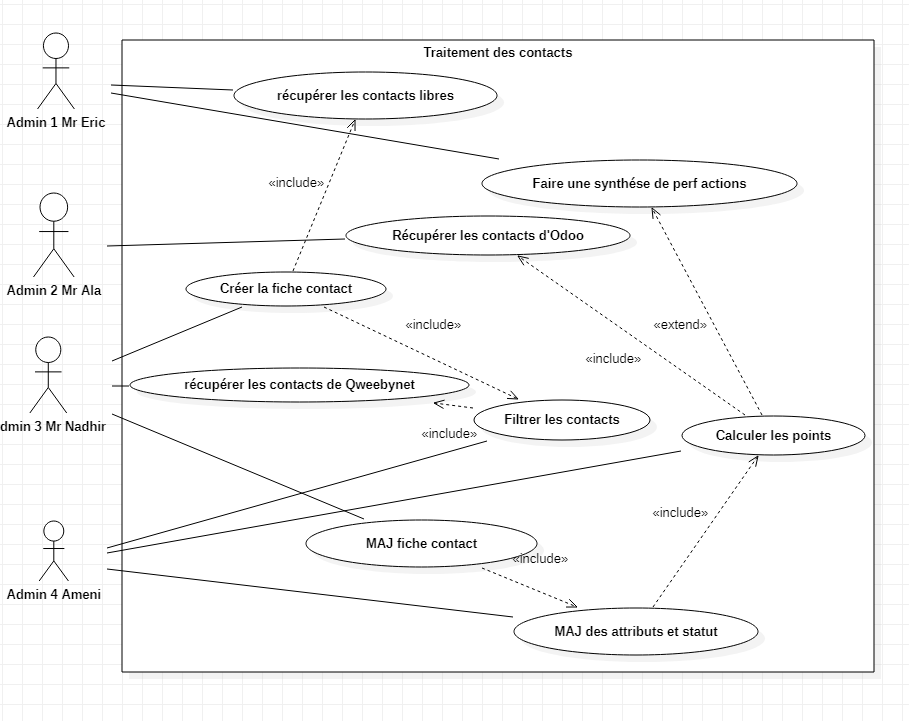 Traitement des contacts
récupérer les contacts libres
Admin 1 Mr Eric
«include»
Faire une synthése de perf actions
Récupérer les contacts d'Odoo
Admin 2 Mr Ala
Créer la fiche contact
«include»
«extend»
«include»
récupérer les contacts de Qweebynet
dmin 3 Mr Nadhir
Filtrer les contacts
«include»
Calculer les points
«include»
MAJ fiche contact
«include»
Admin 4 Ameni
MAJ des attributs et statut